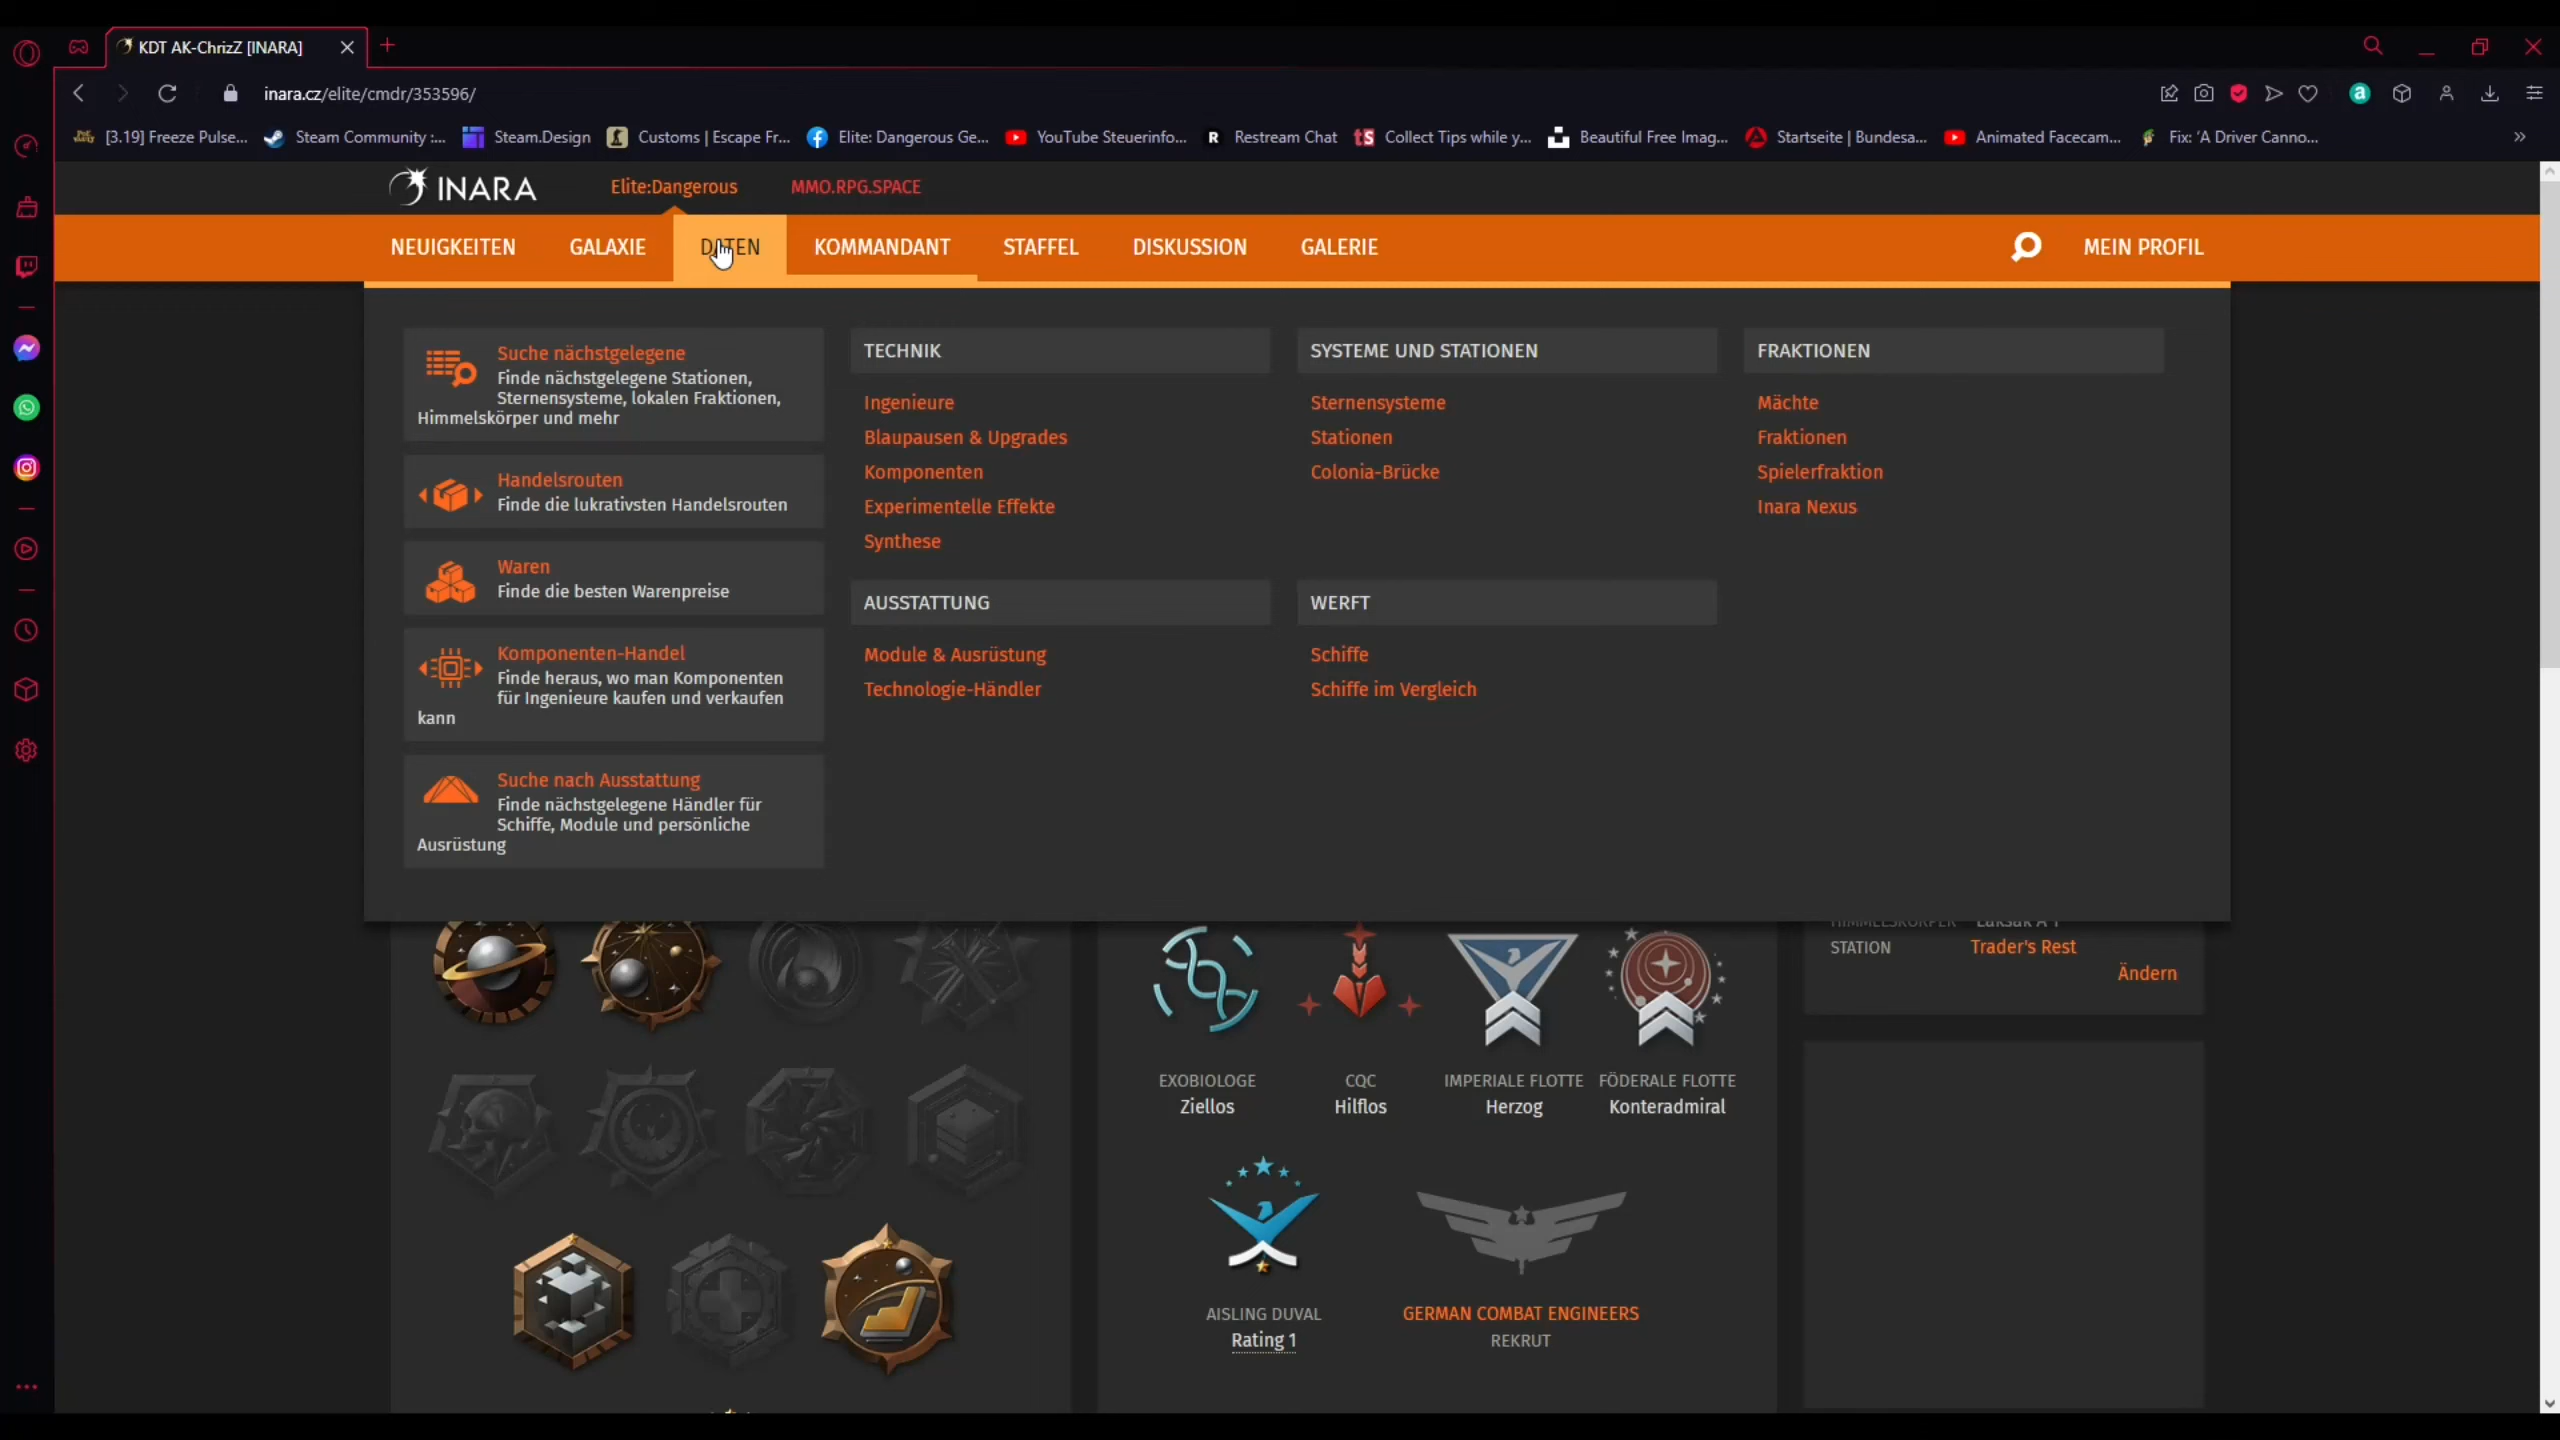 KDT AK-ChrizZ [INARA]
inara.cz/elite/cmdr/353596/
[3.19] Freeze Pulse... Steam Community :... Steam.Design Customs | Escape Fr... Elite: Dangerous Ge... YouTube Steuerinfo... R Restream Chat tS Collect Tips while y... Beautiful Free Imag... Startseite | Bundesa... Animated Facecam... Fix: 'A Driver Canno... »
INARA Elite:Dangerous MMO.RPG.SPACE
NEUIGKEITEN GALAXIE DATEN KOMMANDANT STAFFEL DISKUSSION GALERIE MEIN PROFIL
Suche nächstgelegene
Finde nächstgelegene Stationen,
Sternensysteme, lokalen Fraktionen,
Himmelskörper und mehr
Handelsrouten
Finde die lukrativsten Handelsrouten
Waren
Finde die besten Warenpreise
Komponenten-Handel
Finde heraus, wo man Komponenten
für Ingenieure kaufen und verkaufen
kann
Suche nach Ausstattung
Finde nächstgelegene Händler für
Schiffe, Module und persönliche
Ausrüstung
TECHNIK
Ingenieure
Blaupausen & Upgrades
Komponenten
Experimentelle Effekte
Synthese
AUSSTATTUNG
Module & Ausrüstung
Technologie-Händler
SYSTEME UND STATIONEN
Sternensysteme
Stationen
Colonia-Brücke
WERFT
Schiffe
Schiffe im Vergleich
FRAKTIONEN
Mächte
Fraktionen
Spielerfraktion
Inara Nexus
EXOBIOLOGE
Ziellos
CQC
Hilflos
IMPERIALE FLOTTE
Herzog
FÖDERALE FLOTTE
Konteradmiral
AISLING DUVAL
Rating 1
GERMAN COMBAT ENGINEERS
REKRUT
HIMMELSKÖRPER
STATION Trader's Rest
Ändern